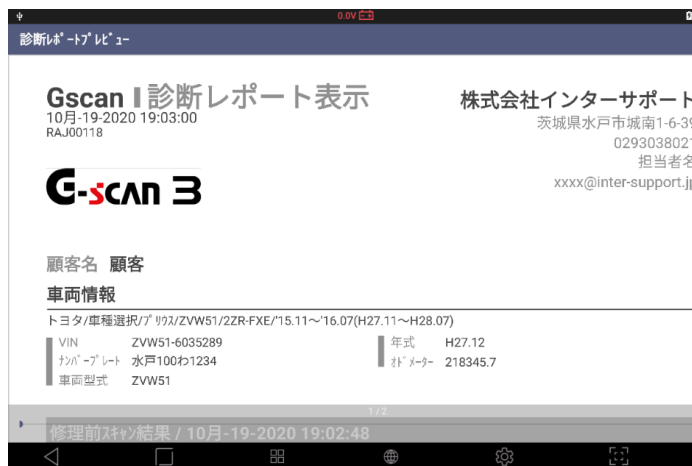 0.0V
診断ﾚﾎﾟｰﾄﾌﾟﾚﾋﾞｭｰ
Gscan I 診断レポート表示
10月-19-2020 19:03:00
RAJ00118
株式会社インターサポート
茨城県水戸市城南1-6-39
0293038021
担当者名
xxxx@inter-support.jp
G-scan 3
顧客名 顧客
車両情報
トヨタ/車種選択/ﾌﾟﾘｳｽ/ZVW51/2ZR-FXE/'15.11～'16.07(H27.11～H28.07)
VIN ZVW51-6035289
ﾅﾝﾊﾞｰﾌﾟﾚｰﾄ 水戸100わ1234
車両型式 ZVW51
年式 H27.12
ｵﾄﾞﾒｰﾀｰ 218345.7
1 / 2
修理前ｽｷｬﾝ結果 / 10月-19-2020 19:02:48